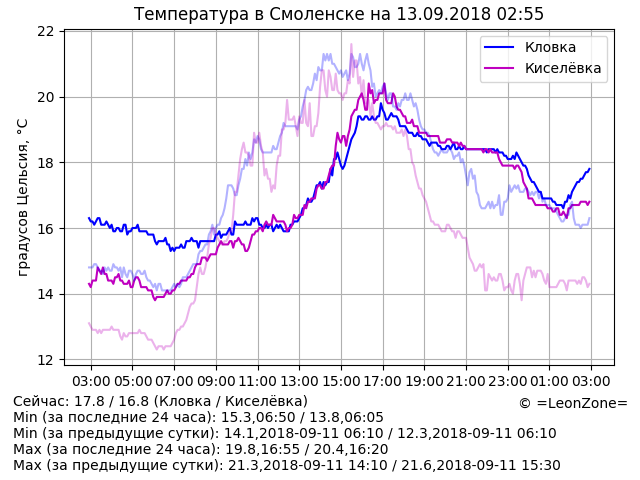 Температура в Смоленске на 13.09.2018 02:55
градусов Цельсия, °C
22
20
18
16
14
12
Кловка
Киселёвка
03:00 05:00 07:00 09:00 11:00 13:00 15:00 17:00 19:00 21:00 23:00 01:00 03:00
Сейчас: 17.8 / 16.8 (Кловка / Киселёвка)
© =LeonZone=
Min (за последние 24 часа): 15.3,06:50 / 13.8,06:05
Min (за предыдущие сутки): 14.1,2018-09-11 06:10 / 12.3,2018-09-11 06:10
Max (за последние 24 часа): 19.8,16:55 / 20.4,16:20
Max (за предыдущие сутки): 21.3,2018-09-11 14:10 / 21.6,2018-09-11 15:30